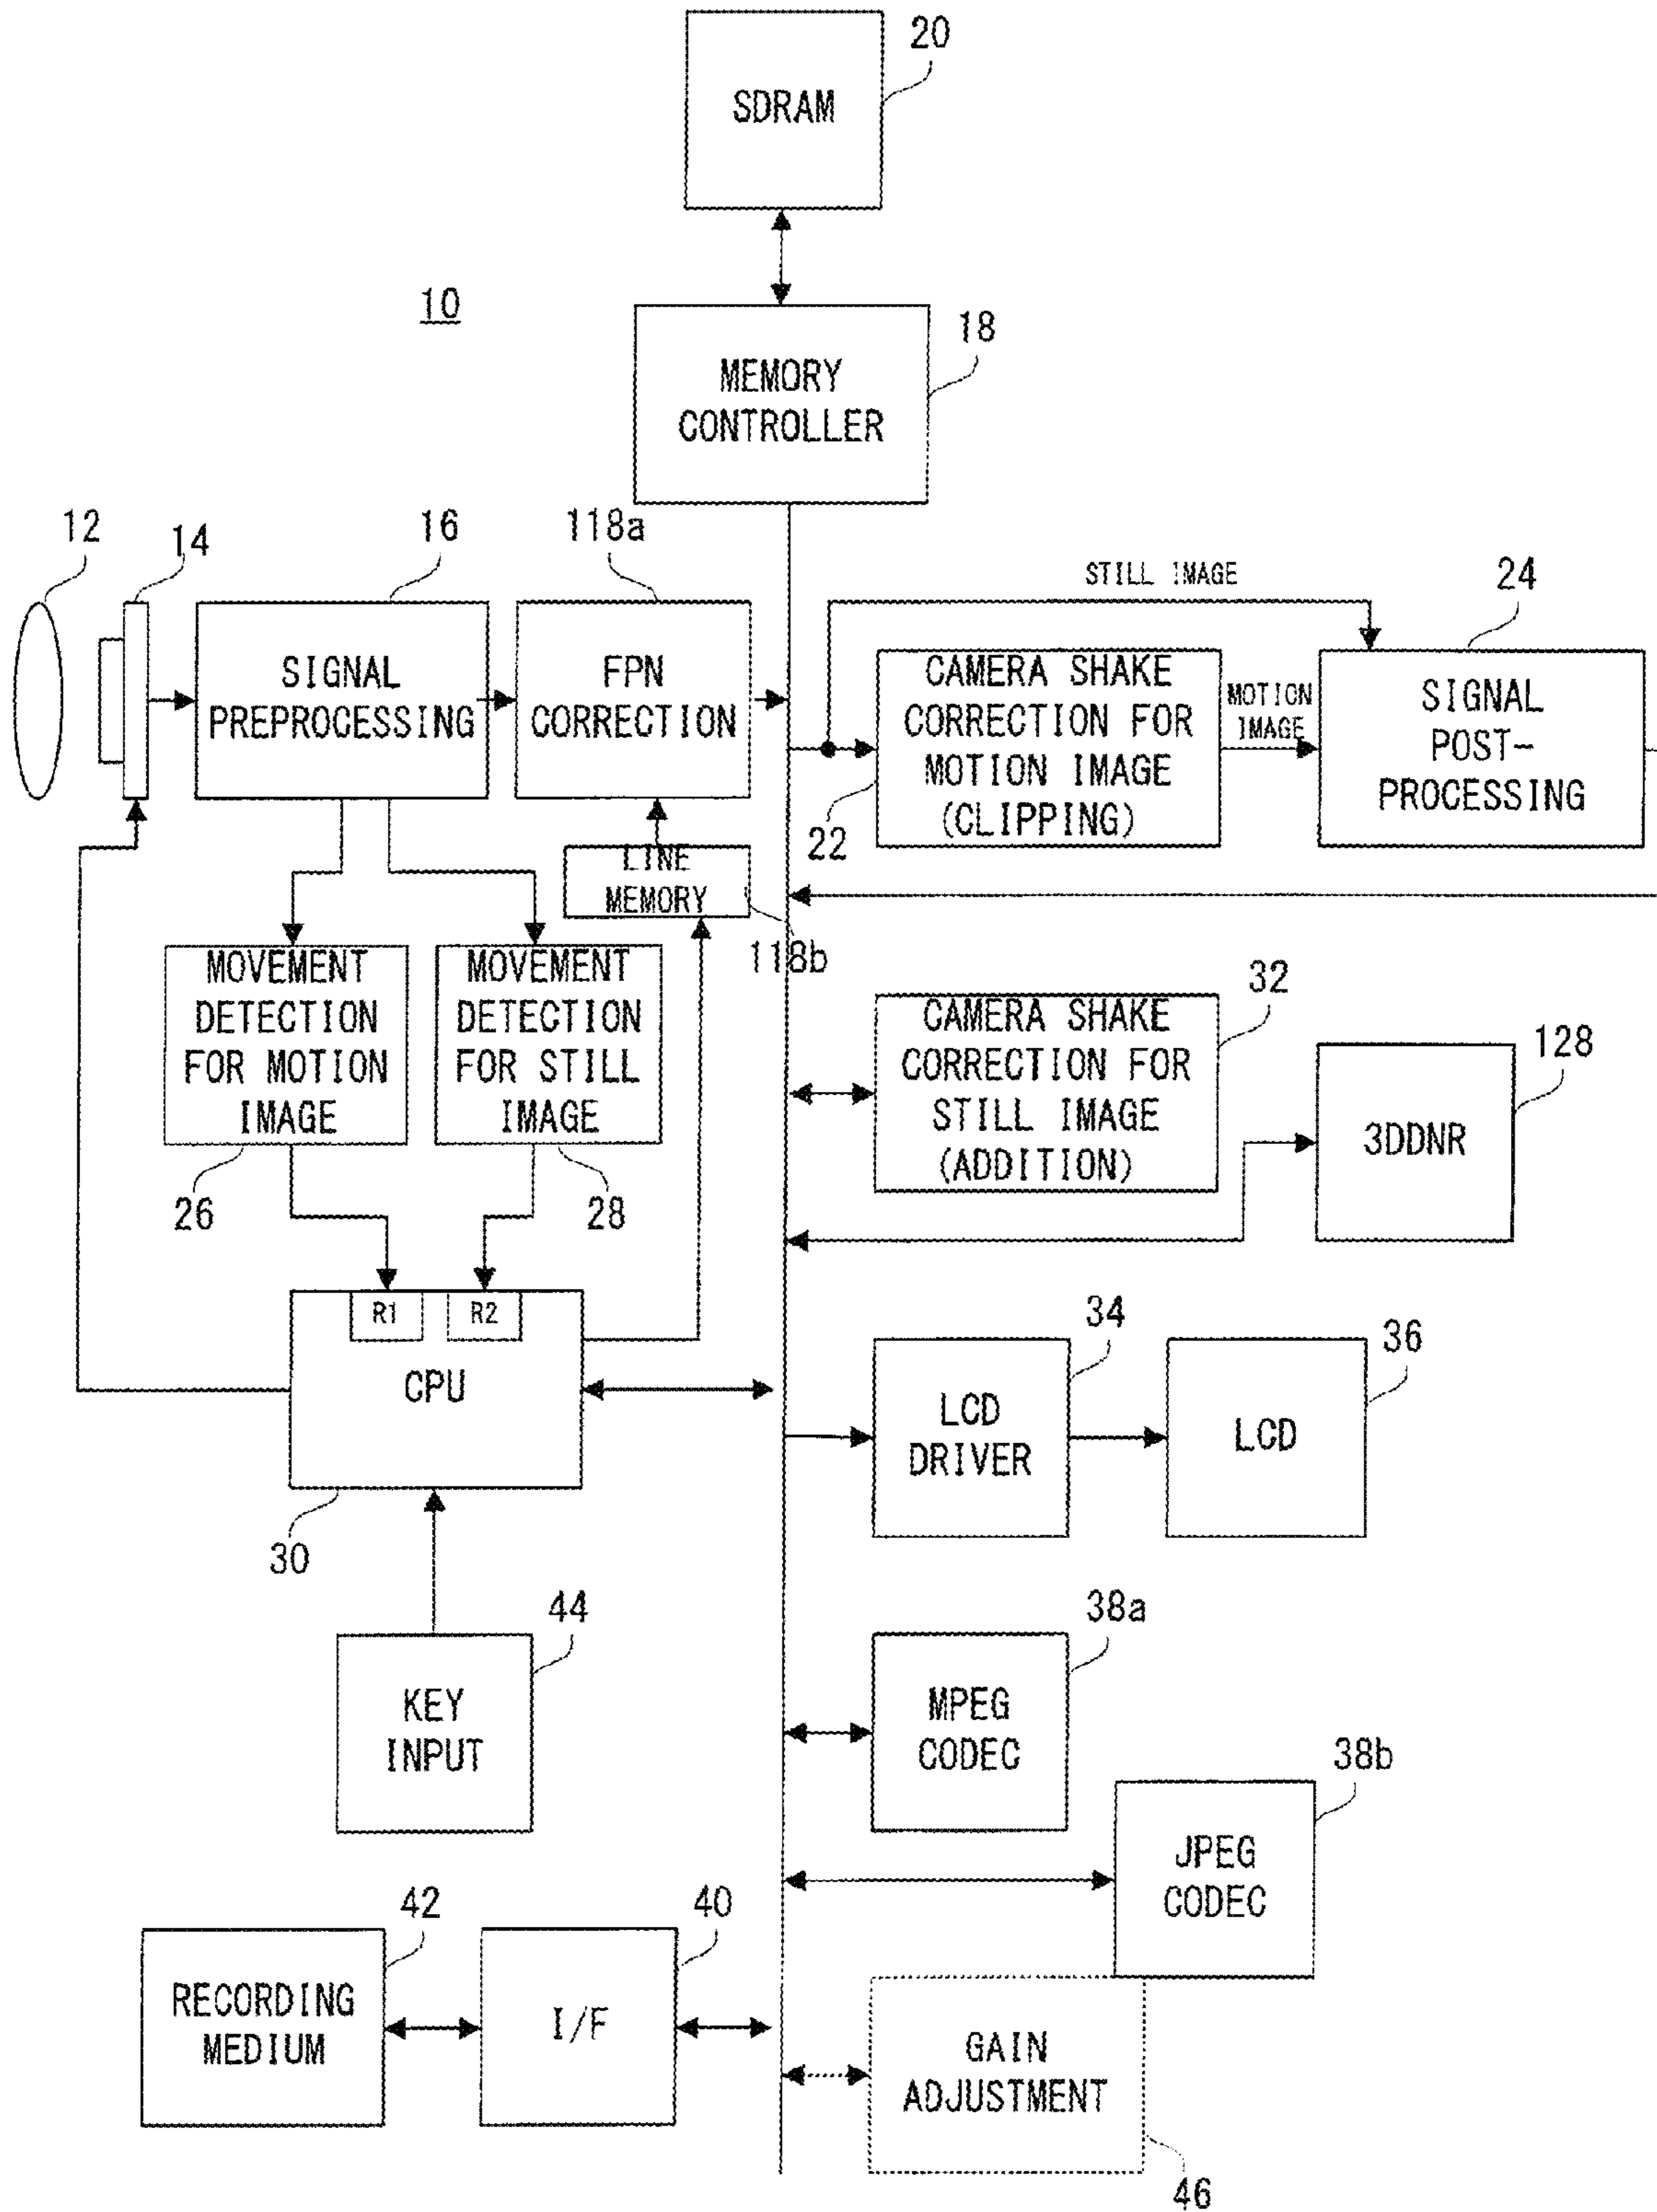 20
SDRAM
10
18
MEMORY
CONTROLLER
12
14
16
118a
STILL IMAGE
24
SIGNAL
PREPROCESSING
FPN
CORRECTION
CAMERA SHAKE
CORRECTION FOR
MOTION IMAGE
(CLIPPING)
22
MOTION
IMAGE
SIGNAL
POST-
PROCESSING
LINE
MEMORY
118b
MOVEMENT
DETECTION
FOR MOTION
IMAGE
26
MOVEMENT
DETECTION
FOR STILL
IMAGE
28
32
CAMERA SHAKE
CORRECTION FOR
STILL IMAGE
(ADDITION)
128
3DDNR
R1
R2
CPU
30
34
LCD
DRIVER
36
LCD
44
KEY
INPUT
38a
MPEG
CODEC
38b
JPEG
CODEC
42
RECORDING
MEDIUM
40
I/F
GAIN
ADJUSTMENT
46